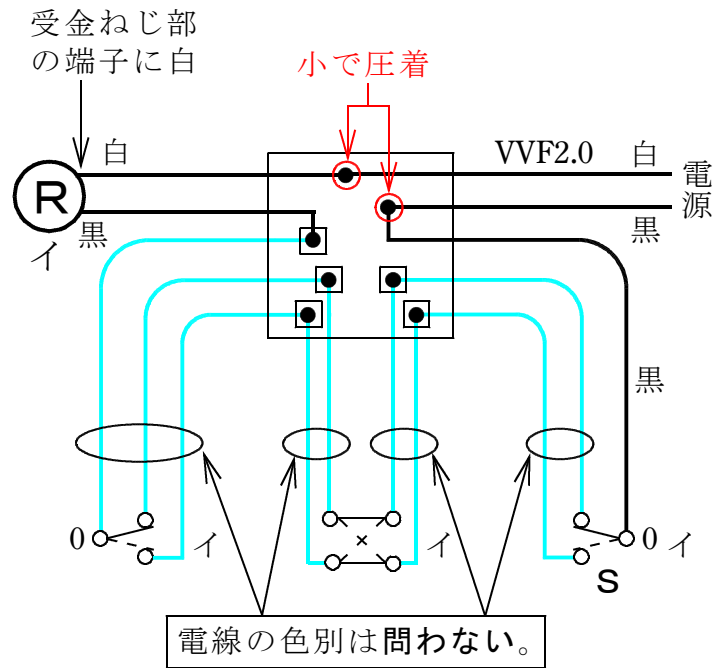 受金ねじ部
の端子に白
小で圧着
白
VVF2.0
白
電源
R
イ
黒
黒
黒
0
イ
×
イ
0
イ
S
電線の色別は問わない。